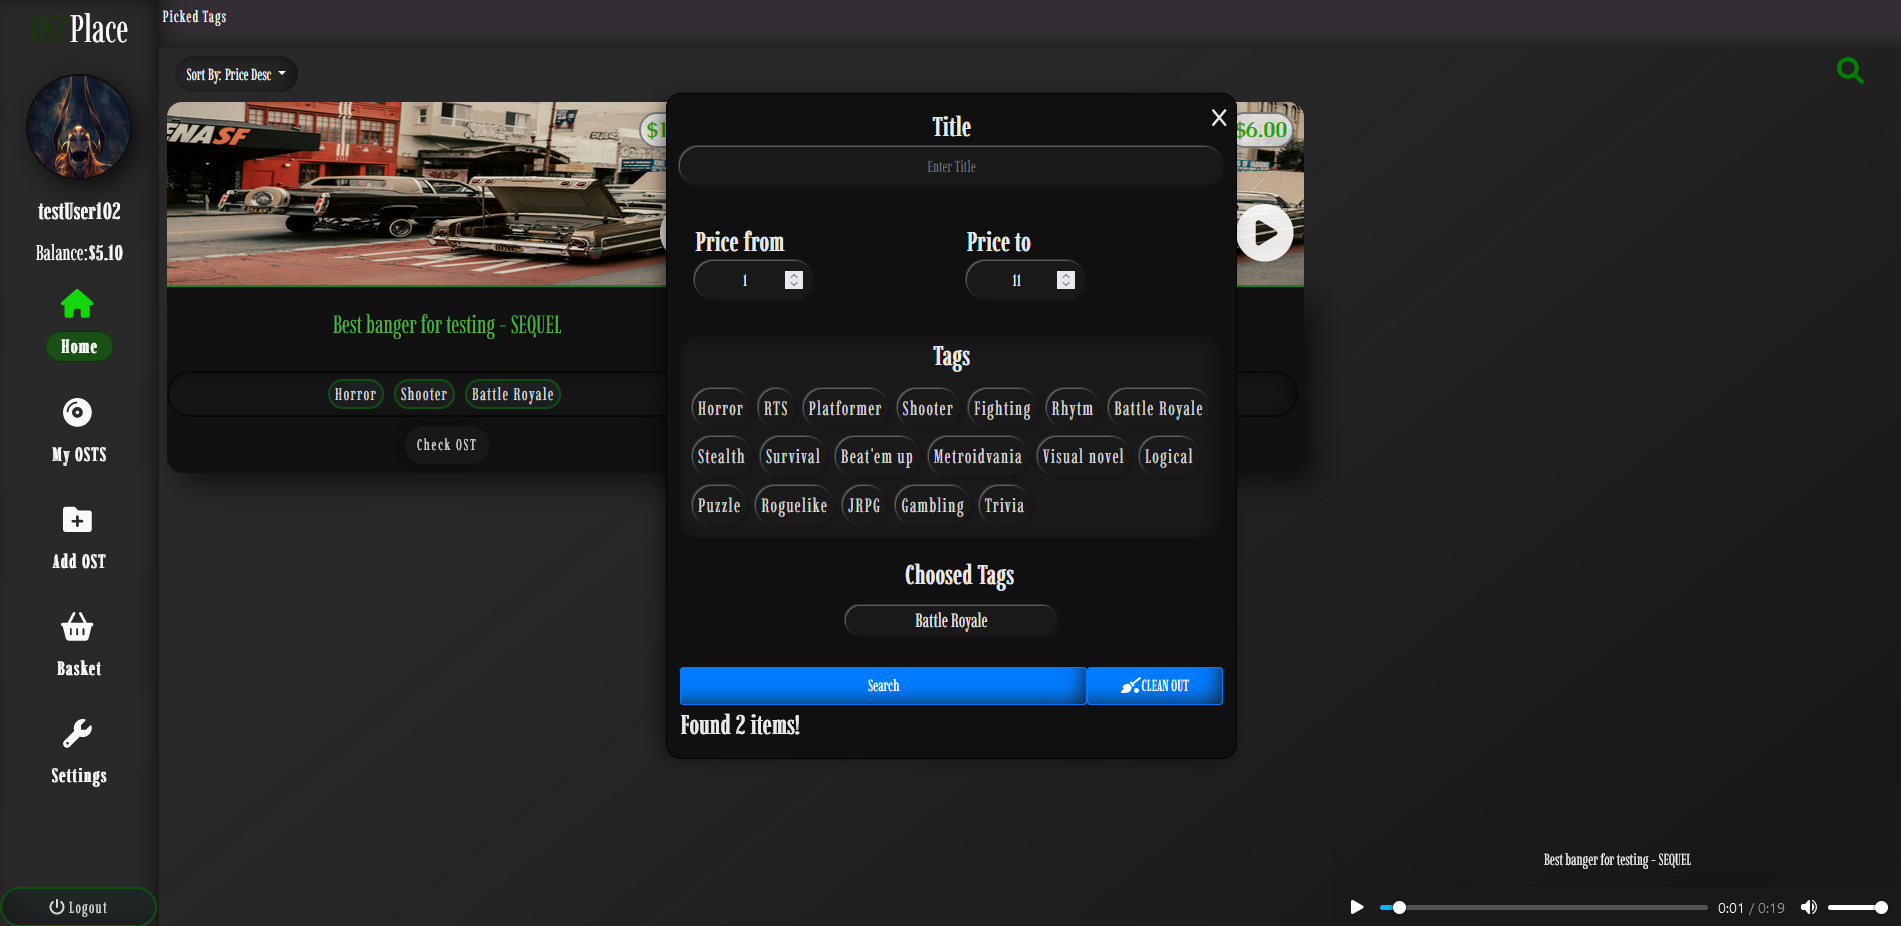 OSTPlace
Picked Tags
testUser102
Balance:$5.10
Home
My OSTS
Add OST
Basket
Settings
Logout
Sort By: Price Desc
ENASF
$1
$6.00
Best banger for testing - SEQUEL
Horror Shooter Battle Royale
Check OST
X
Title
Enter Title
Price from Price to
1 11
Tags
Horror RTS Platformer Shooter Fighting Rhytm Battle Royale
Stealth Survival Beat'em up Metroidvania Visual novel Logical
Puzzle Roguelike JRPG Gambling Trivia
Choosed Tags
Battle Royale
Search CLEAN OUT
Found 2 items!
Best banger for testing - SEQUEL
0:01 / 0:19